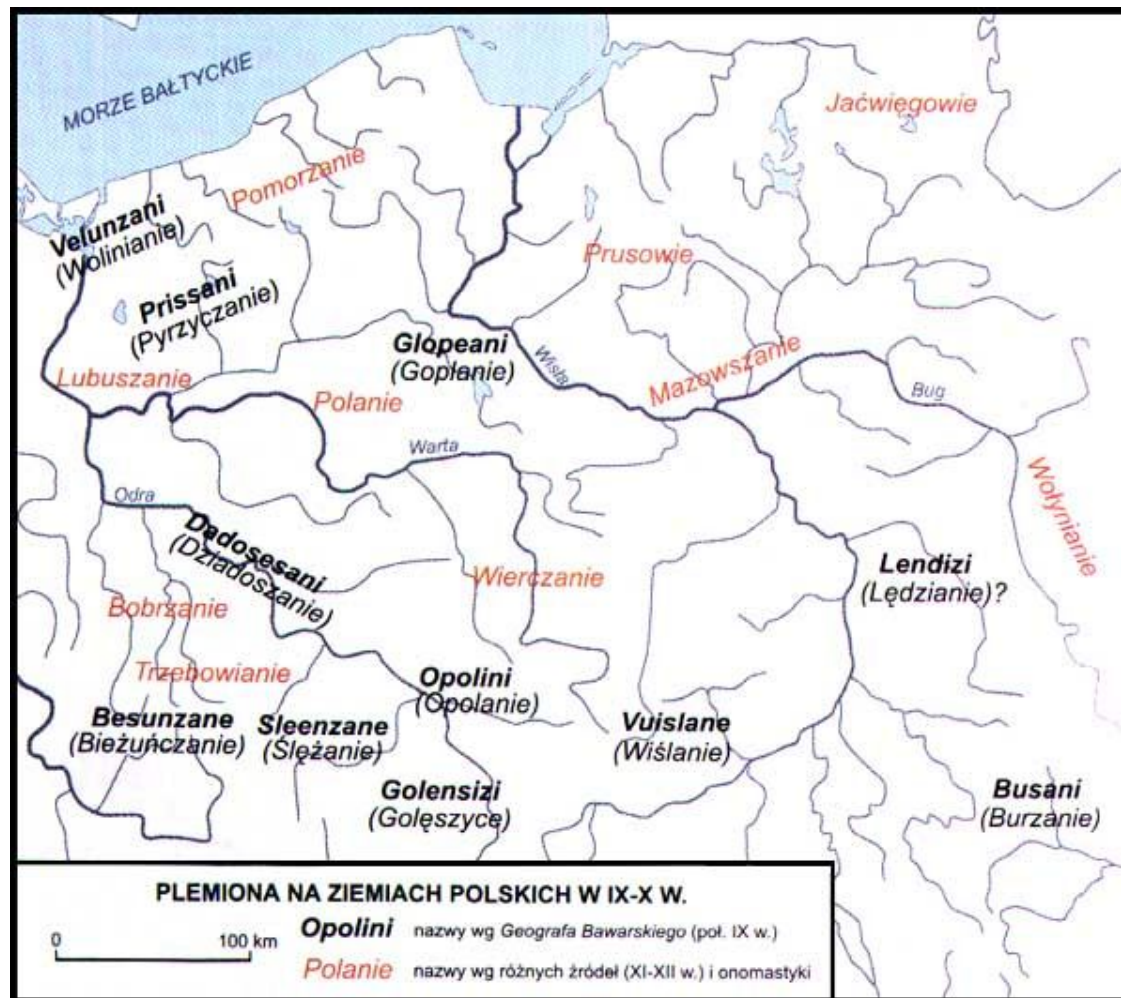 MORZE BAŁTYCKIE
Jaćwięgowie
Pomorzanie
Velunzani
(Wolinianie)
Prusowie
Prissani
(Pyrzyczanie)
Glopeani
(Goplanie)
Wisła
Mazowszanie
Lubuszanie
Polanie
Bug
Warta
Wołynianie
Odra
Dadosesani
(Dziadoszanie)
Wierczanie
Lendizi
(Lędzianie)?
Bobrzanie
Trzebowianie
Opolini
(Opolanie)
Besunzane
(Bieżuńczanie)
Sleenzane
(Ślężanie)
Vuislane
(Wiślanie)
Golensizi
(Golęszyce)
Busani
(Burzanie)
PLEMIONA NA ZIEMIACH POLSKICH W IX-X W.
0 100 km
Opolini nazwy wg Geografa Bawarskiego (poł. IX w.)
Polanie nazwy wg różnych źródeł (XI-XII w.) i onomastyki